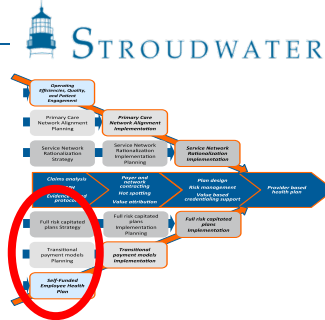 STROUDWATER
Operating
Efficiencies, Quality,
and Patient
Engagement
Primary Care
Network Alignment
Planning
Primary Care
Network Alignment
Implementation
Service Network
Rationalization
Strategy
Service Network
Rationalization
Implementation
Planning
Service Network
Rationalization
Implementation
Claims analysis
Evidence
protocols
Payer and
network
contracting
Hot spotting
Value attribution
Plan design
Risk management
Value based
credentialing support
Provider based
health plan
Full risk capitated
plans Strategy
Full risk capitated
plans
Implementation
Planning
Full risk capitated
plans
Implementation
Transitional
payment models
Planning
Transitional
payment models
Implementation
Self-Funded
Employee Health
Plan